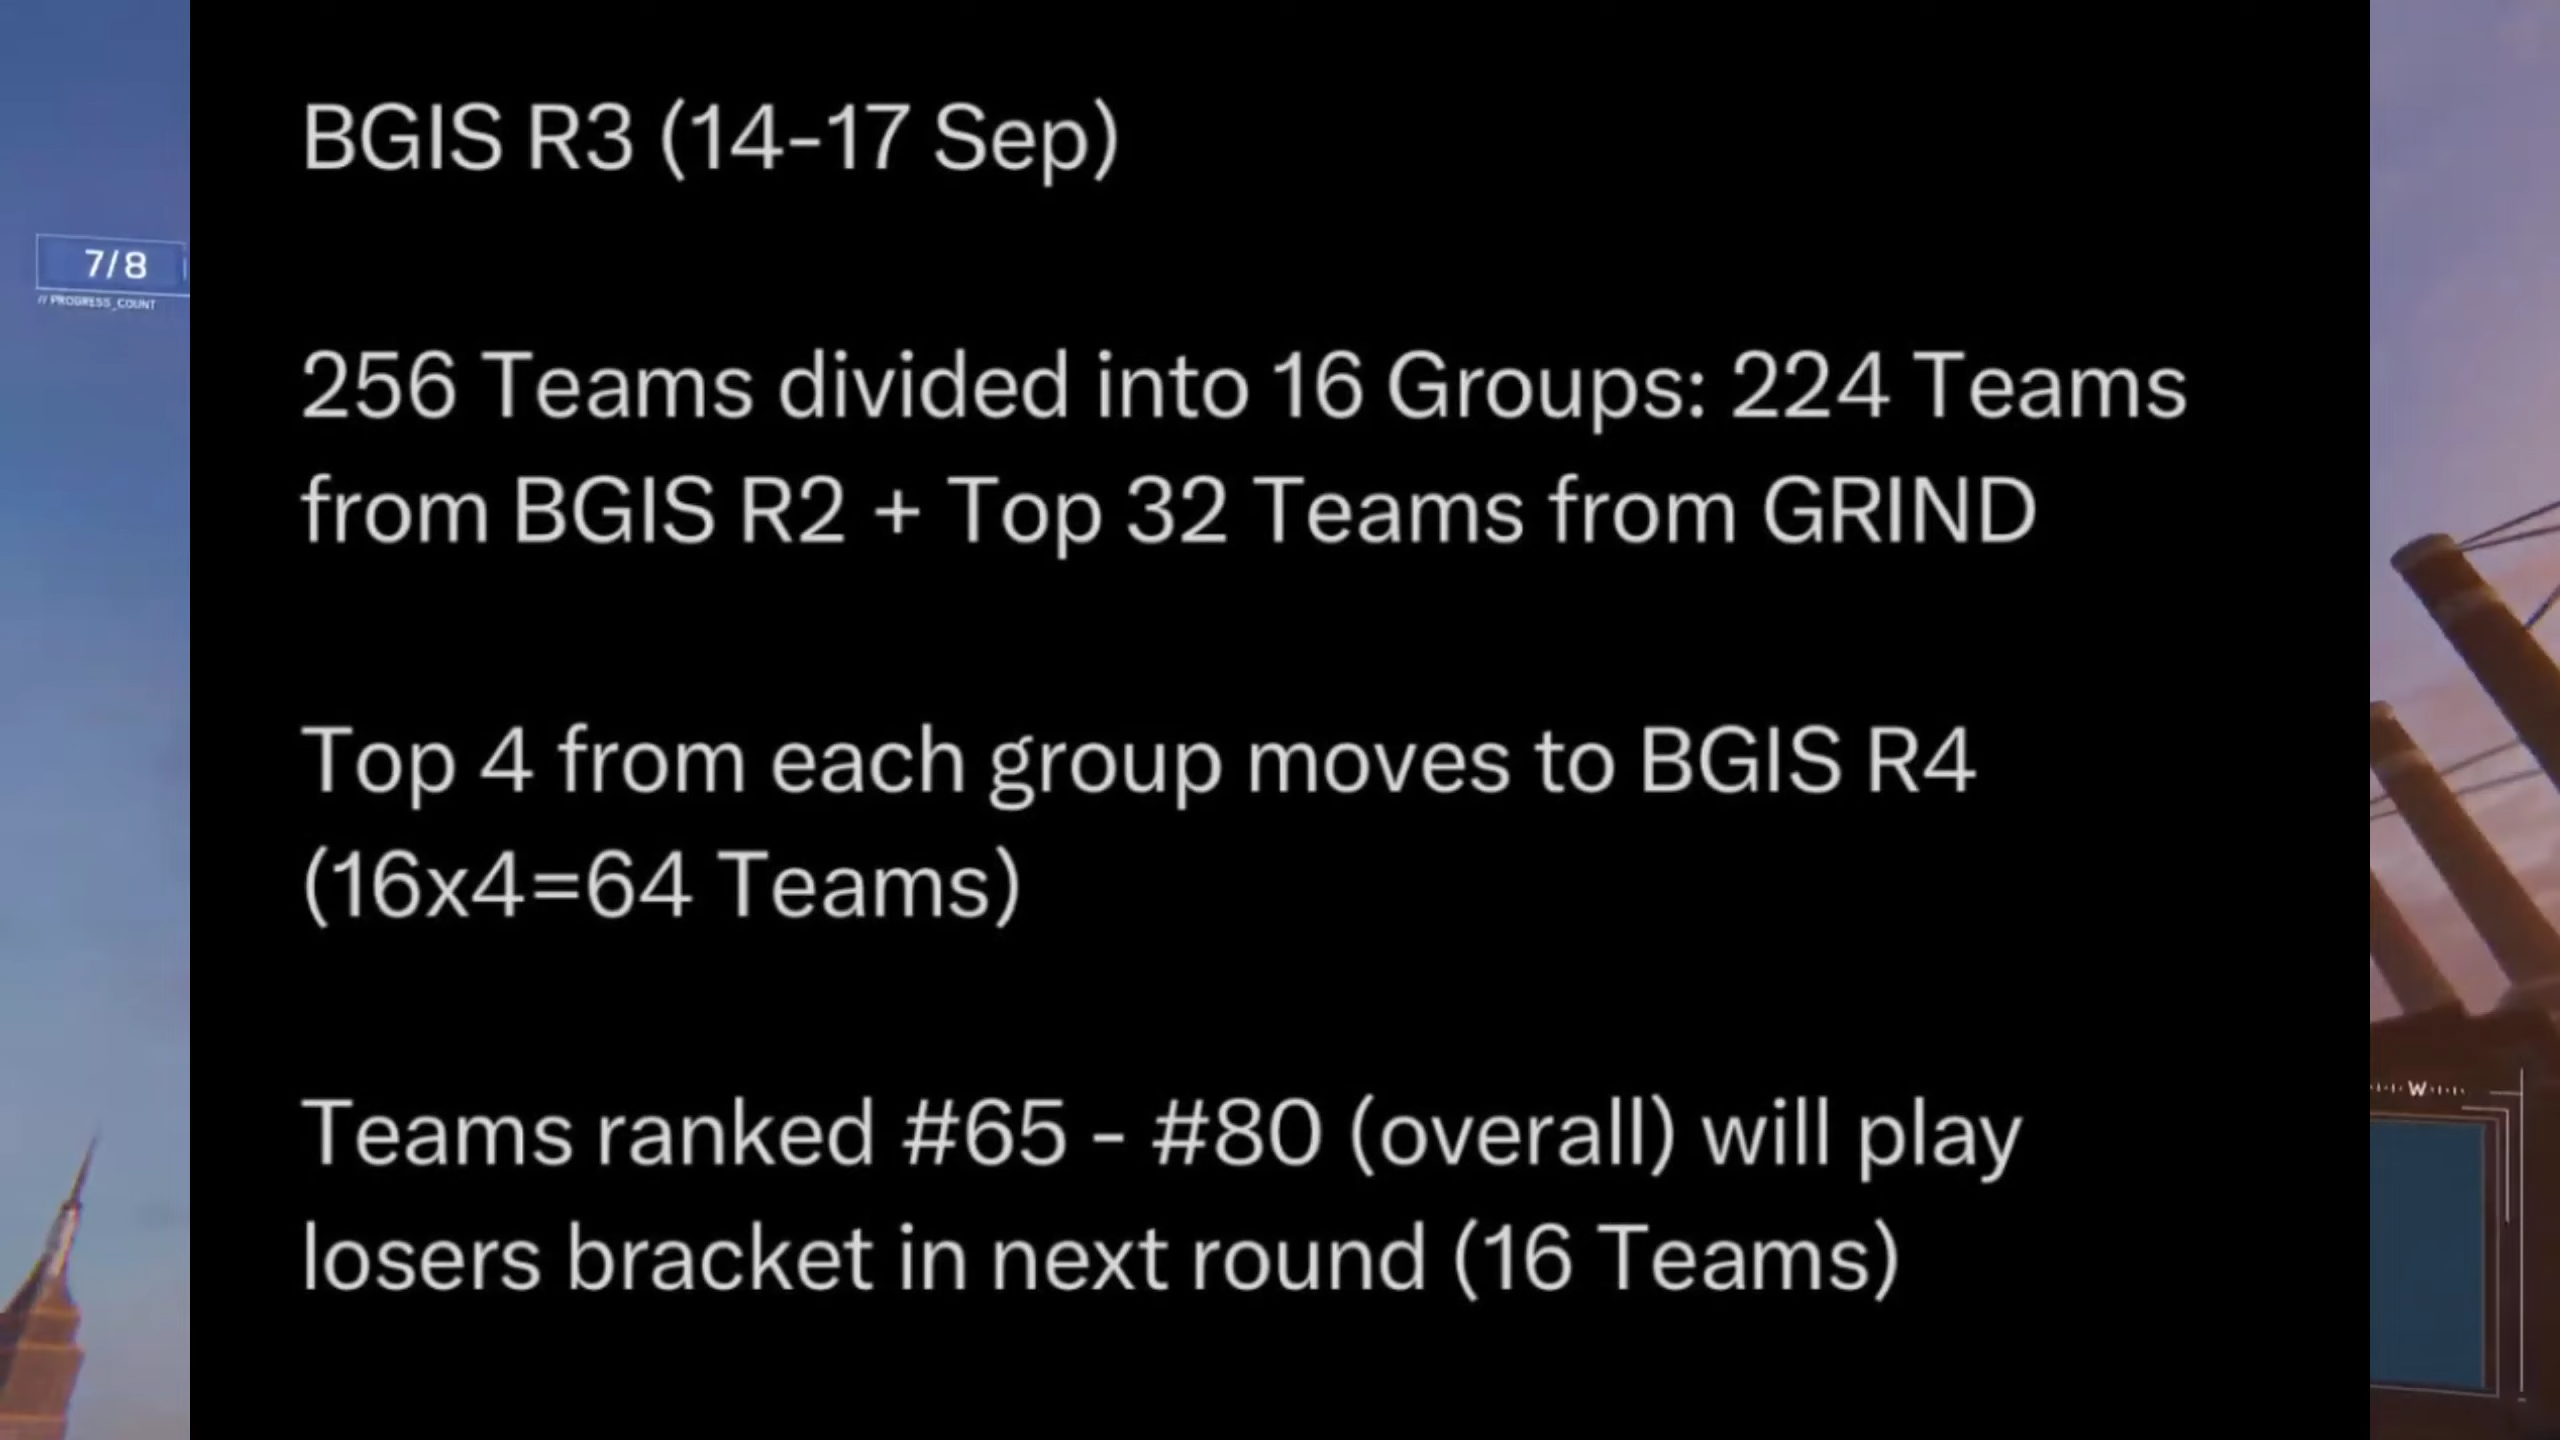 BGIS R3 (14-17 Sep)
7/8
// PROGRESS_COUNT
256 Teams divided into 16 Groups: 224 Teams
from BGIS R2 + Top 32 Teams from GRIND
Top 4 from each group moves to BGIS R4
(16x4=64 Teams)
Teams ranked #65 - #80 (overall) will play
losers bracket in next round (16 Teams)
W